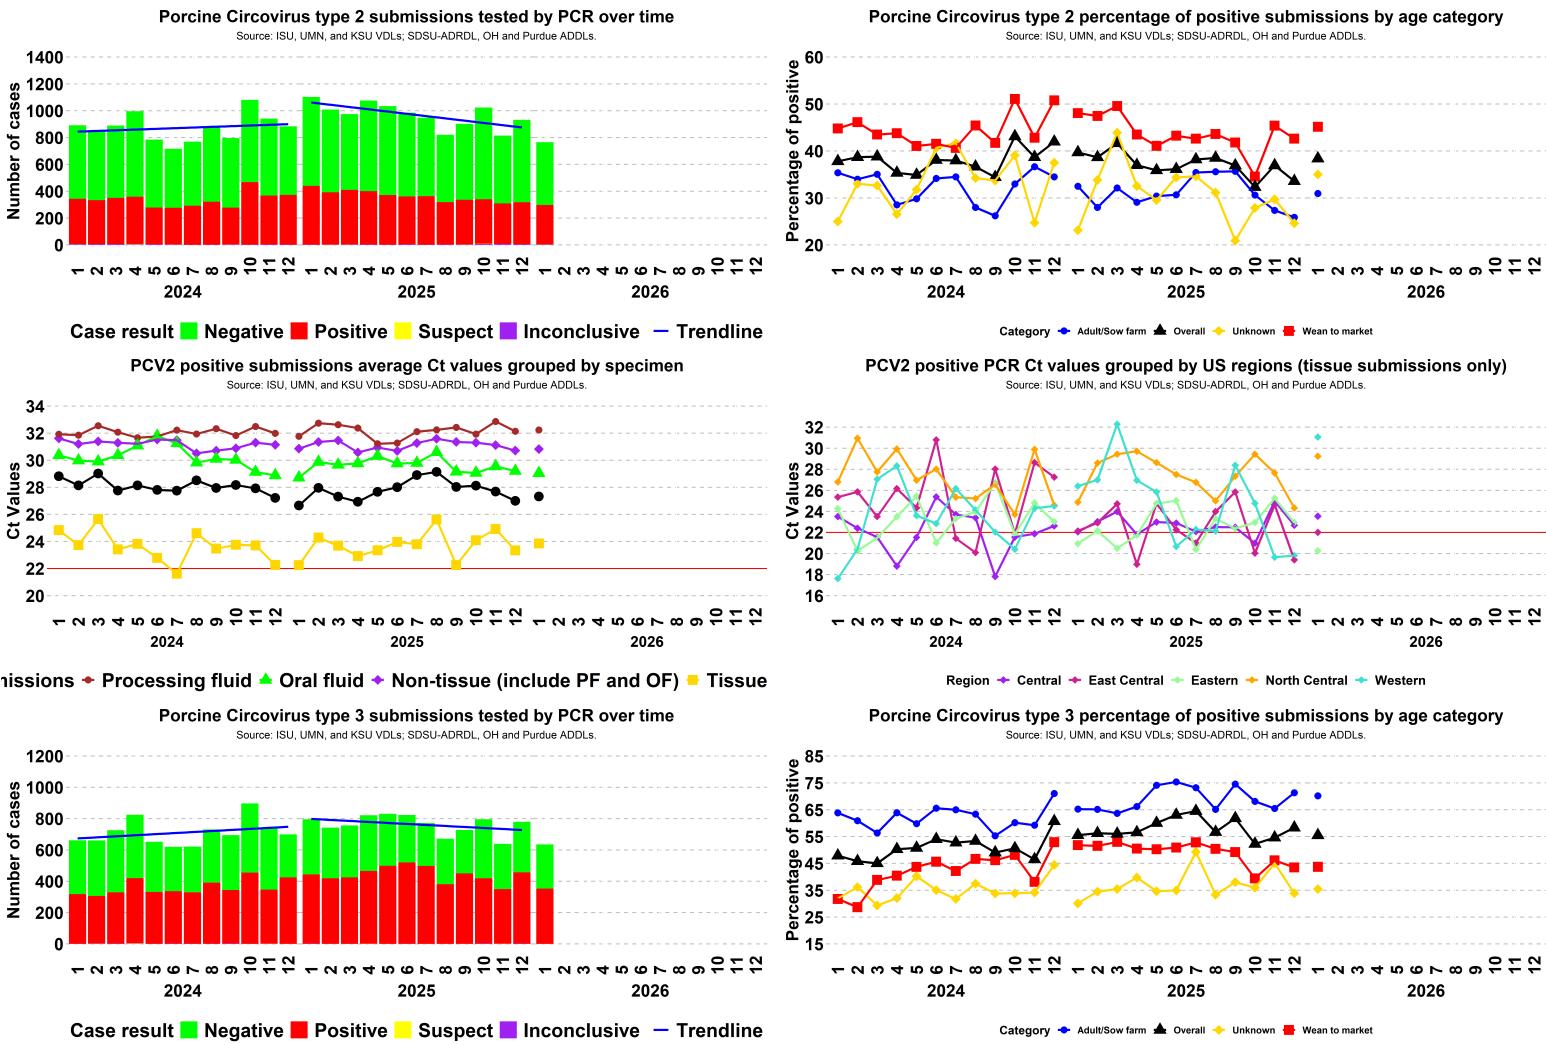 Porcine Circovirus type 2 submissions tested by PCR over time
Source: ISU, UMN, and KSU VDLs; SDSU-ADRDL, OH and Purdue ADDLs.
Number of cases
1400
1200
1000
800
600
400
200
0
1 2 3 4 5 6 7 8 9 10 11 12 1 2 3 4 5 6 7 8 9 10 11 12 1 2 3 4 5 6 7 8 9 10 11 12
2024 2025 2026
Case result Negative Positive Suspect Inconclusive Trendline
Porcine Circovirus type 2 percentage of positive submissions by age category
Source: ISU, UMN, and KSU VDLs; SDSU-ADRDL, OH and Purdue ADDLs.
Percentage of positive
60
50
40
30
20
1 2 3 4 5 6 7 8 9 10 11 12 1 2 3 4 5 6 7 8 9 10 11 12 1 2 3 4 5 6 7 8 9 10 11 12
2024 2025 2026
Category Adult/Sow farm Overall Unknown Wean to market
PCV2 positive submissions average Ct values grouped by specimen
Source: ISU, UMN, and KSU VDLs; SDSU-ADRDL, OH and Purdue ADDLs.
Ct Values
34
32
30
28
26
24
22
20
1 2 3 4 5 6 7 8 9 10 11 12 1 2 3 4 5 6 7 8 9 10 11 12 1 2 3 4 5 6 7 8 9 10 11 12
2024 2025 2026
missions Processing fluid Oral fluid Non-tissue (include PF and OF) Tissue
PCV2 positive PCR Ct values grouped by US regions (tissue submissions only)
Source: ISU, UMN, and KSU VDLs; SDSU-ADRDL, OH and Purdue ADDLs.
Ct Values
32
30
28
26
24
22
20
18
16
1 2 3 4 5 6 7 8 9 10 11 12 1 2 3 4 5 6 7 8 9 10 11 12 1 2 3 4 5 6 7 8 9 10 11 12
2024 2025 2026
Region Central East Central Eastern North Central Western
Porcine Circovirus type 3 submissions tested by PCR over time
Source: ISU, UMN, and KSU VDLs; SDSU-ADRDL, OH and Purdue ADDLs.
Number of cases
1200
1000
800
600
400
200
0
1 2 3 4 5 6 7 8 9 10 11 12 1 2 3 4 5 6 7 8 9 10 11 12 1 2 3 4 5 6 7 8 9 10 11 12
2024 2025 2026
Case result Negative Positive Suspect Inconclusive Trendline
Porcine Circovirus type 3 percentage of positive submissions by age category
Source: ISU, UMN, and KSU VDLs; SDSU-ADRDL, OH and Purdue ADDLs.
Percentage of positive
85
75
65
55
45
35
25
15
1 2 3 4 5 6 7 8 9 10 11 12 1 2 3 4 5 6 7 8 9 10 11 12 1 2 3 4 5 6 7 8 9 10 11 12
2024 2025 2026
Category Adult/Sow farm Overall Unknown Wean to market